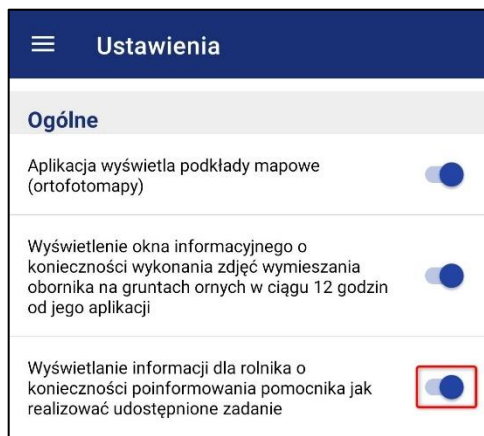 Ustawienia
Ogólne
Aplikacja wyświetla podkłady mapowe
(ortofotomapy)
Wyświetlenie okna informacyjnego o
konieczności wykonania zdjęć wymieszania
obornika na gruntach ornych w ciągu 12 godzin
od jego aplikacji
Wyświetlanie informacji dla rolnika o
konieczności poinformowania pomocnika jak
realizować udostępnione zadanie